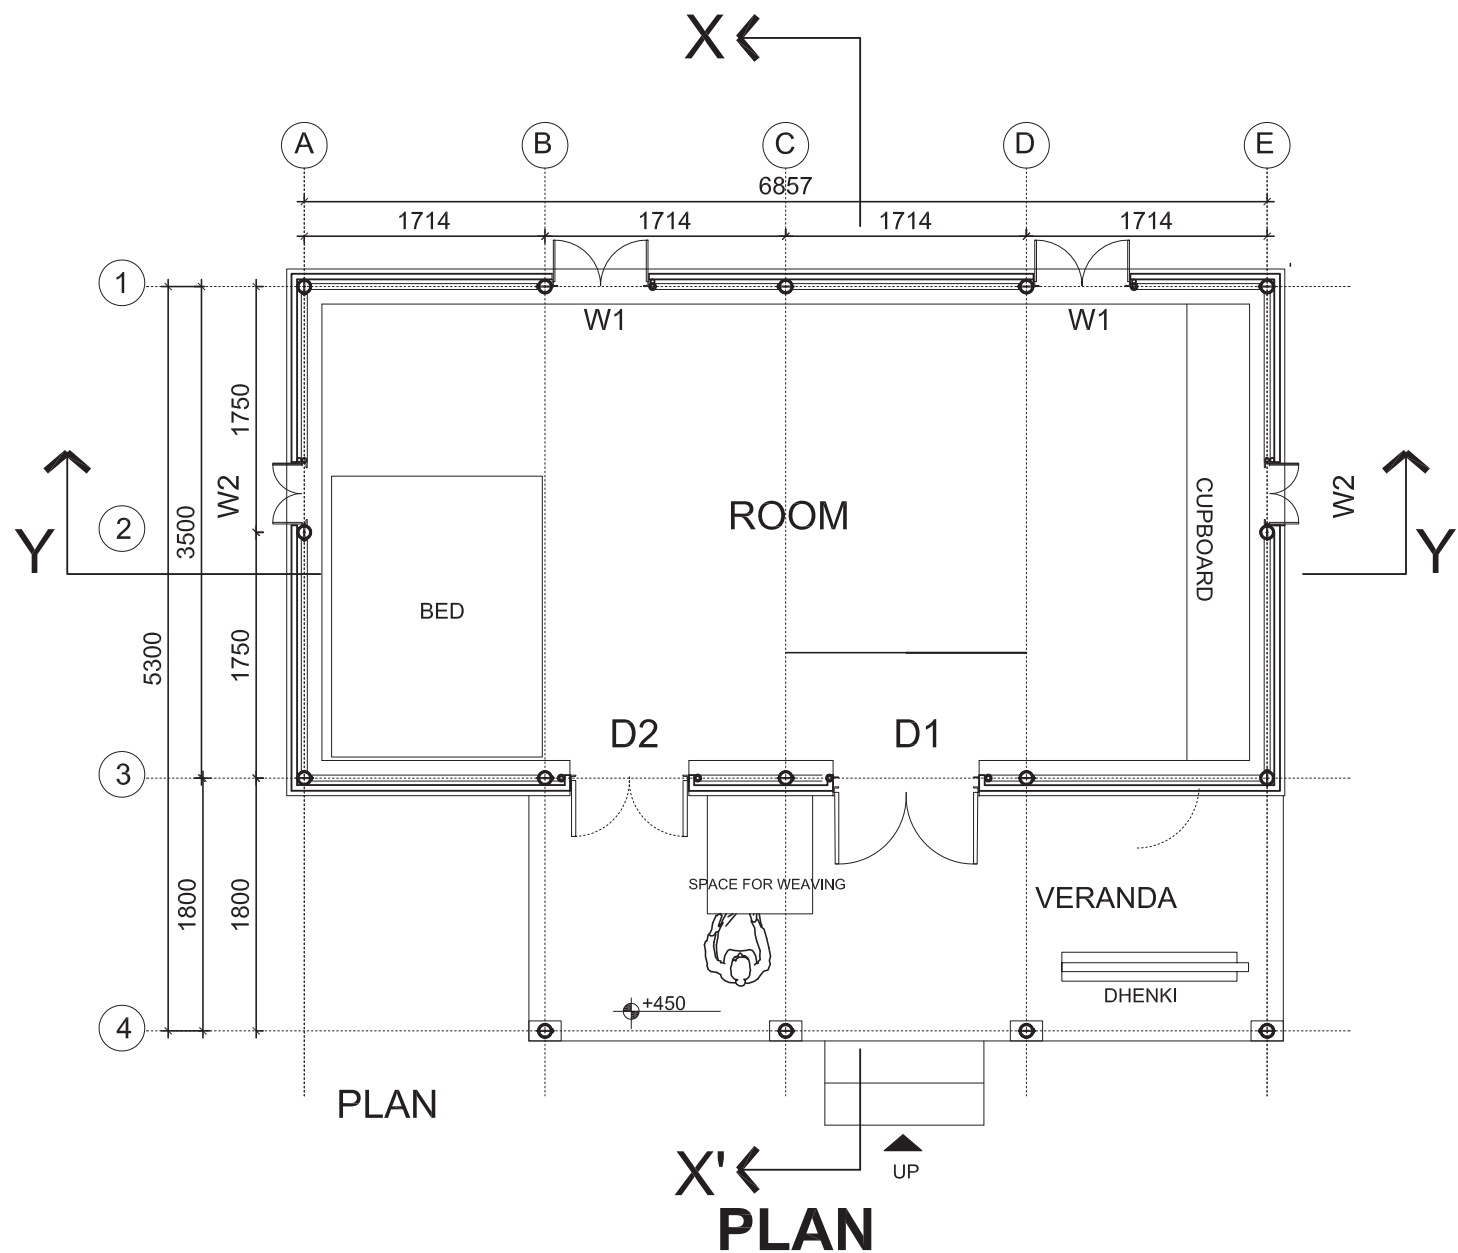 X
A B C D E
6857
1714 1714 1714 1714
1
W1 W1
1750
W2
CUPBOARD
W2
ROOM
2
3500
Y
Y
BED
5300
1750
D2 D1
3
SPACE FOR WEAVING
1800
1800
VERANDA
DHENKI
+450
4
PLAN
X'
UP
PLAN